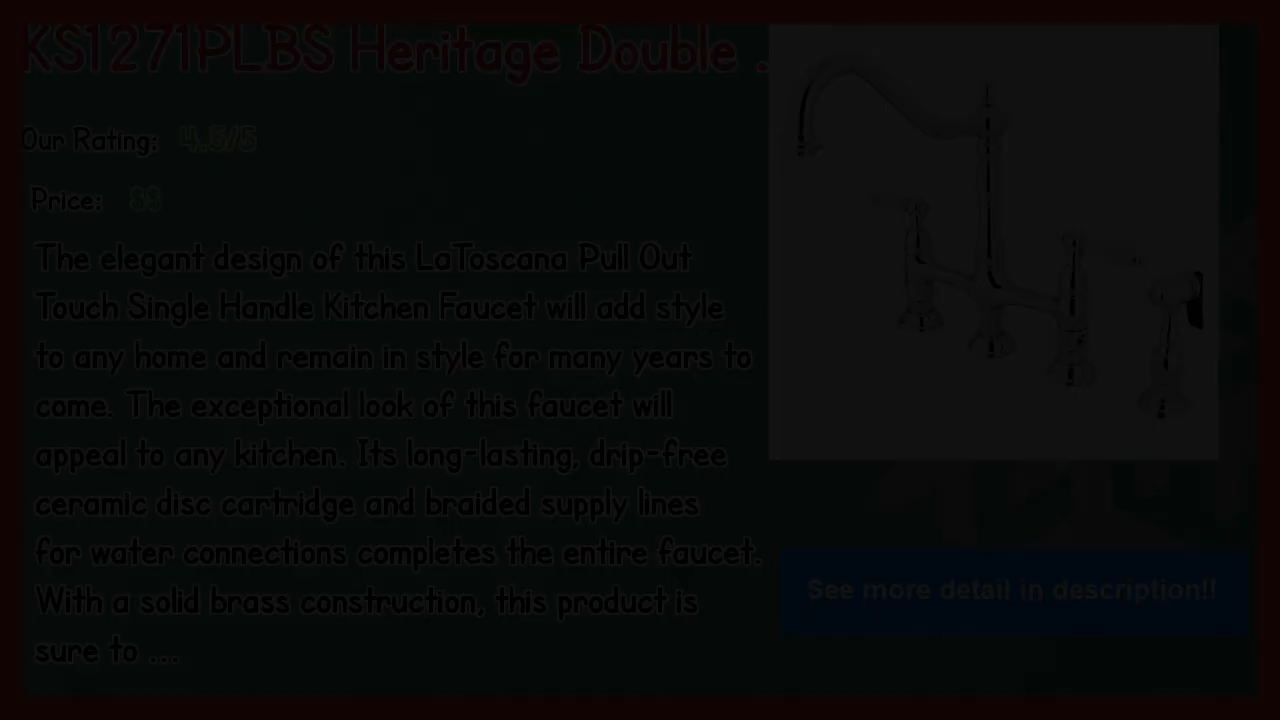 KS1271PLBS Heritage Double .
Our Rating: 4.5/5
Price: $$
The elegant design of this LaToscana Pull Out
Touch Single Handle Kitchen Faucet will add style
to any home and remain in style for many years to
come. The exceptional look of this faucet will
appeal to any kitchen. Its long-lasting, drip-free
ceramic disc cartridge and braided supply lines
for water connections completes the entire faucet.
With a solid brass construction, this product is
sure to ...
See more detail in description!!